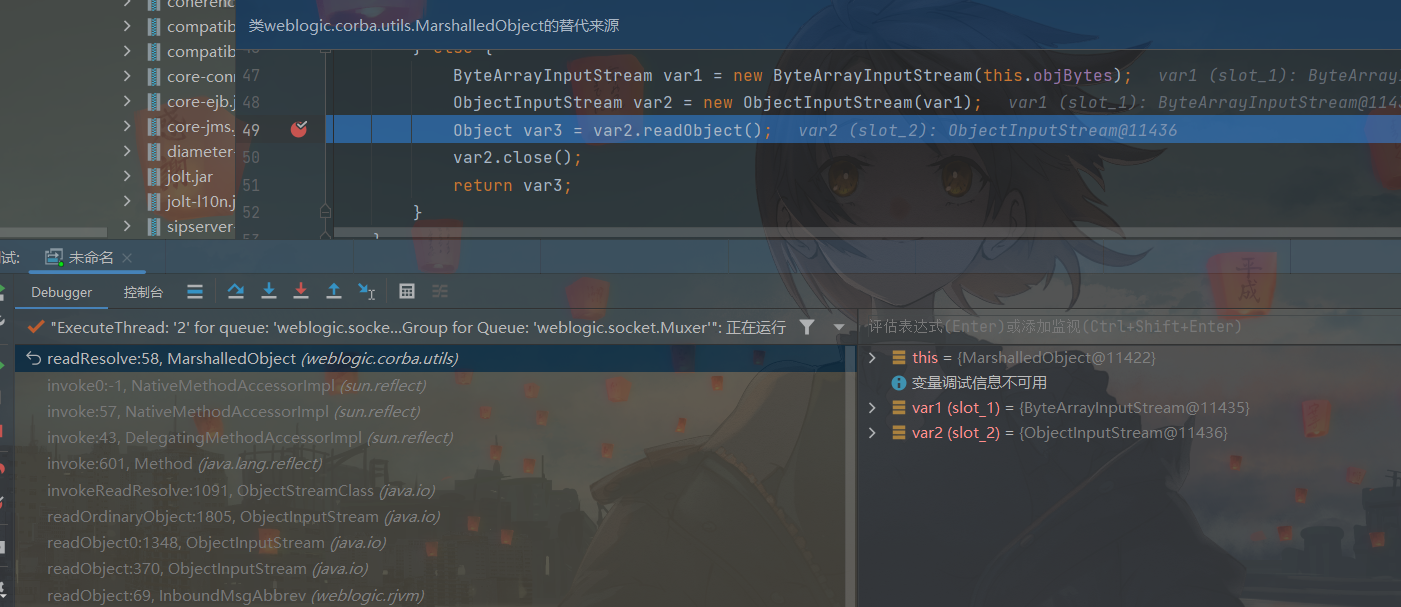 coherenc
类weblogic.corba.utils.MarshalledObject的替代来源
compatib
compatib
core-conn
core-ejb.j
core-jms.
diameter-
jolt.jar
jolt-l10n.j
sipserver
} else {
47 ByteArrayInputStream var1 = new ByteArrayInputStream(this.objBytes); var1 (slot_1): ByteArray
48 ObjectInputStream var2 = new ObjectInputStream(var1); var1 (slot_1): ByteArrayInputStream@1143
49 Object var3 = var2.readObject(); var2 (slot_2): ObjectInputStream@11436
50 var2.close();
51 return var3;
52 }
试: 未命名
Debugger 控制台
"ExecuteThread: '2' for queue: 'weblogic.socke...Group for Queue: 'weblogic.socket.Muxer'": 正在运行
评估表达式(Enter)或添加监视(Ctrl+Shift+Enter)
readResolve:58, MarshalledObject (weblogic.corba.utils)
invoke0:-1, NativeMethodAccessorImpl (sun.reflect)
invoke:57, NativeMethodAccessorImpl (sun.reflect)
invoke:43, DelegatingMethodAccessorImpl (sun.reflect)
invoke:601, Method (java.lang.reflect)
invokeReadResolve:1091, ObjectStreamClass (java.io)
readOrdinaryObject:1805, ObjectInputStream (java.io)
readObject0:1348, ObjectInputStream (java.io)
readObject:370, ObjectInputStream (java.io)
readObject:69, InboundMsgAbbrev (weblogic.rjvm)
this = {MarshalledObject@11422}
变量调试信息不可用
var1 (slot_1) = {ByteArrayInputStream@11435}
var2 (slot_2) = {ObjectInputStream@11436}
平成